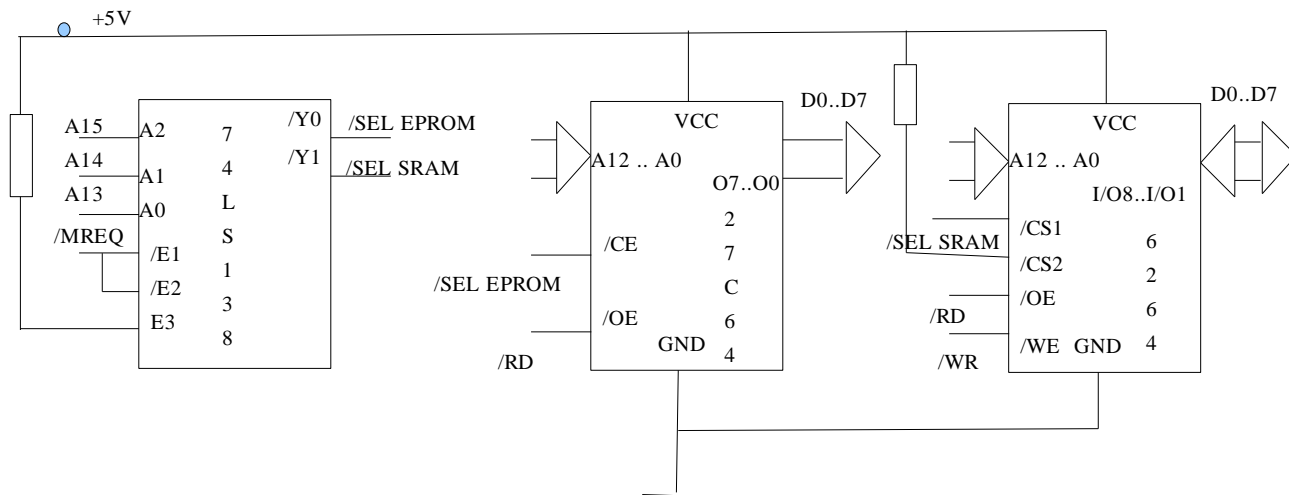 +5V
A15
A14
A13
/MREQ
A2
A1
A0
/E1
/E2
E3
7
4
L
S
1
3
8
/Y0
/Y1
/SEL EPROM
/SEL SRAM
VCC
A12 .. A0
O7..O0
D0..D7
2
7
C
6
4
/CE
/SEL EPROM
/OE
GND
/RD
VCC
D0..D7
A12 .. A0
I/O8..I/O1
/CS1
/SEL SRAM
/CS2
6
2
6
4
/OE
/RD
/WE GND
/WR